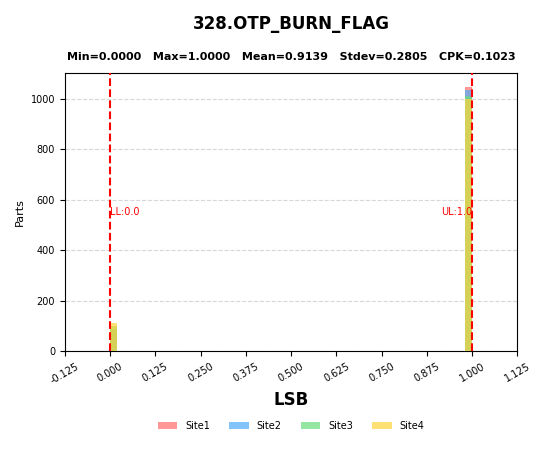 328.OTP_BURN_FLAG
Min=0.0000 Max=1.0000 Mean=0.9139 Stdev=0.2805 CPK=0.1023
Parts
1000
800
600
400
200
0
LL:0.0
UL:1.0
-0.125 0.000 0.125 0.250 0.375 0.500 0.625 0.750 0.875 1.000 1.125
LSB
Site1 Site2 Site3 Site4